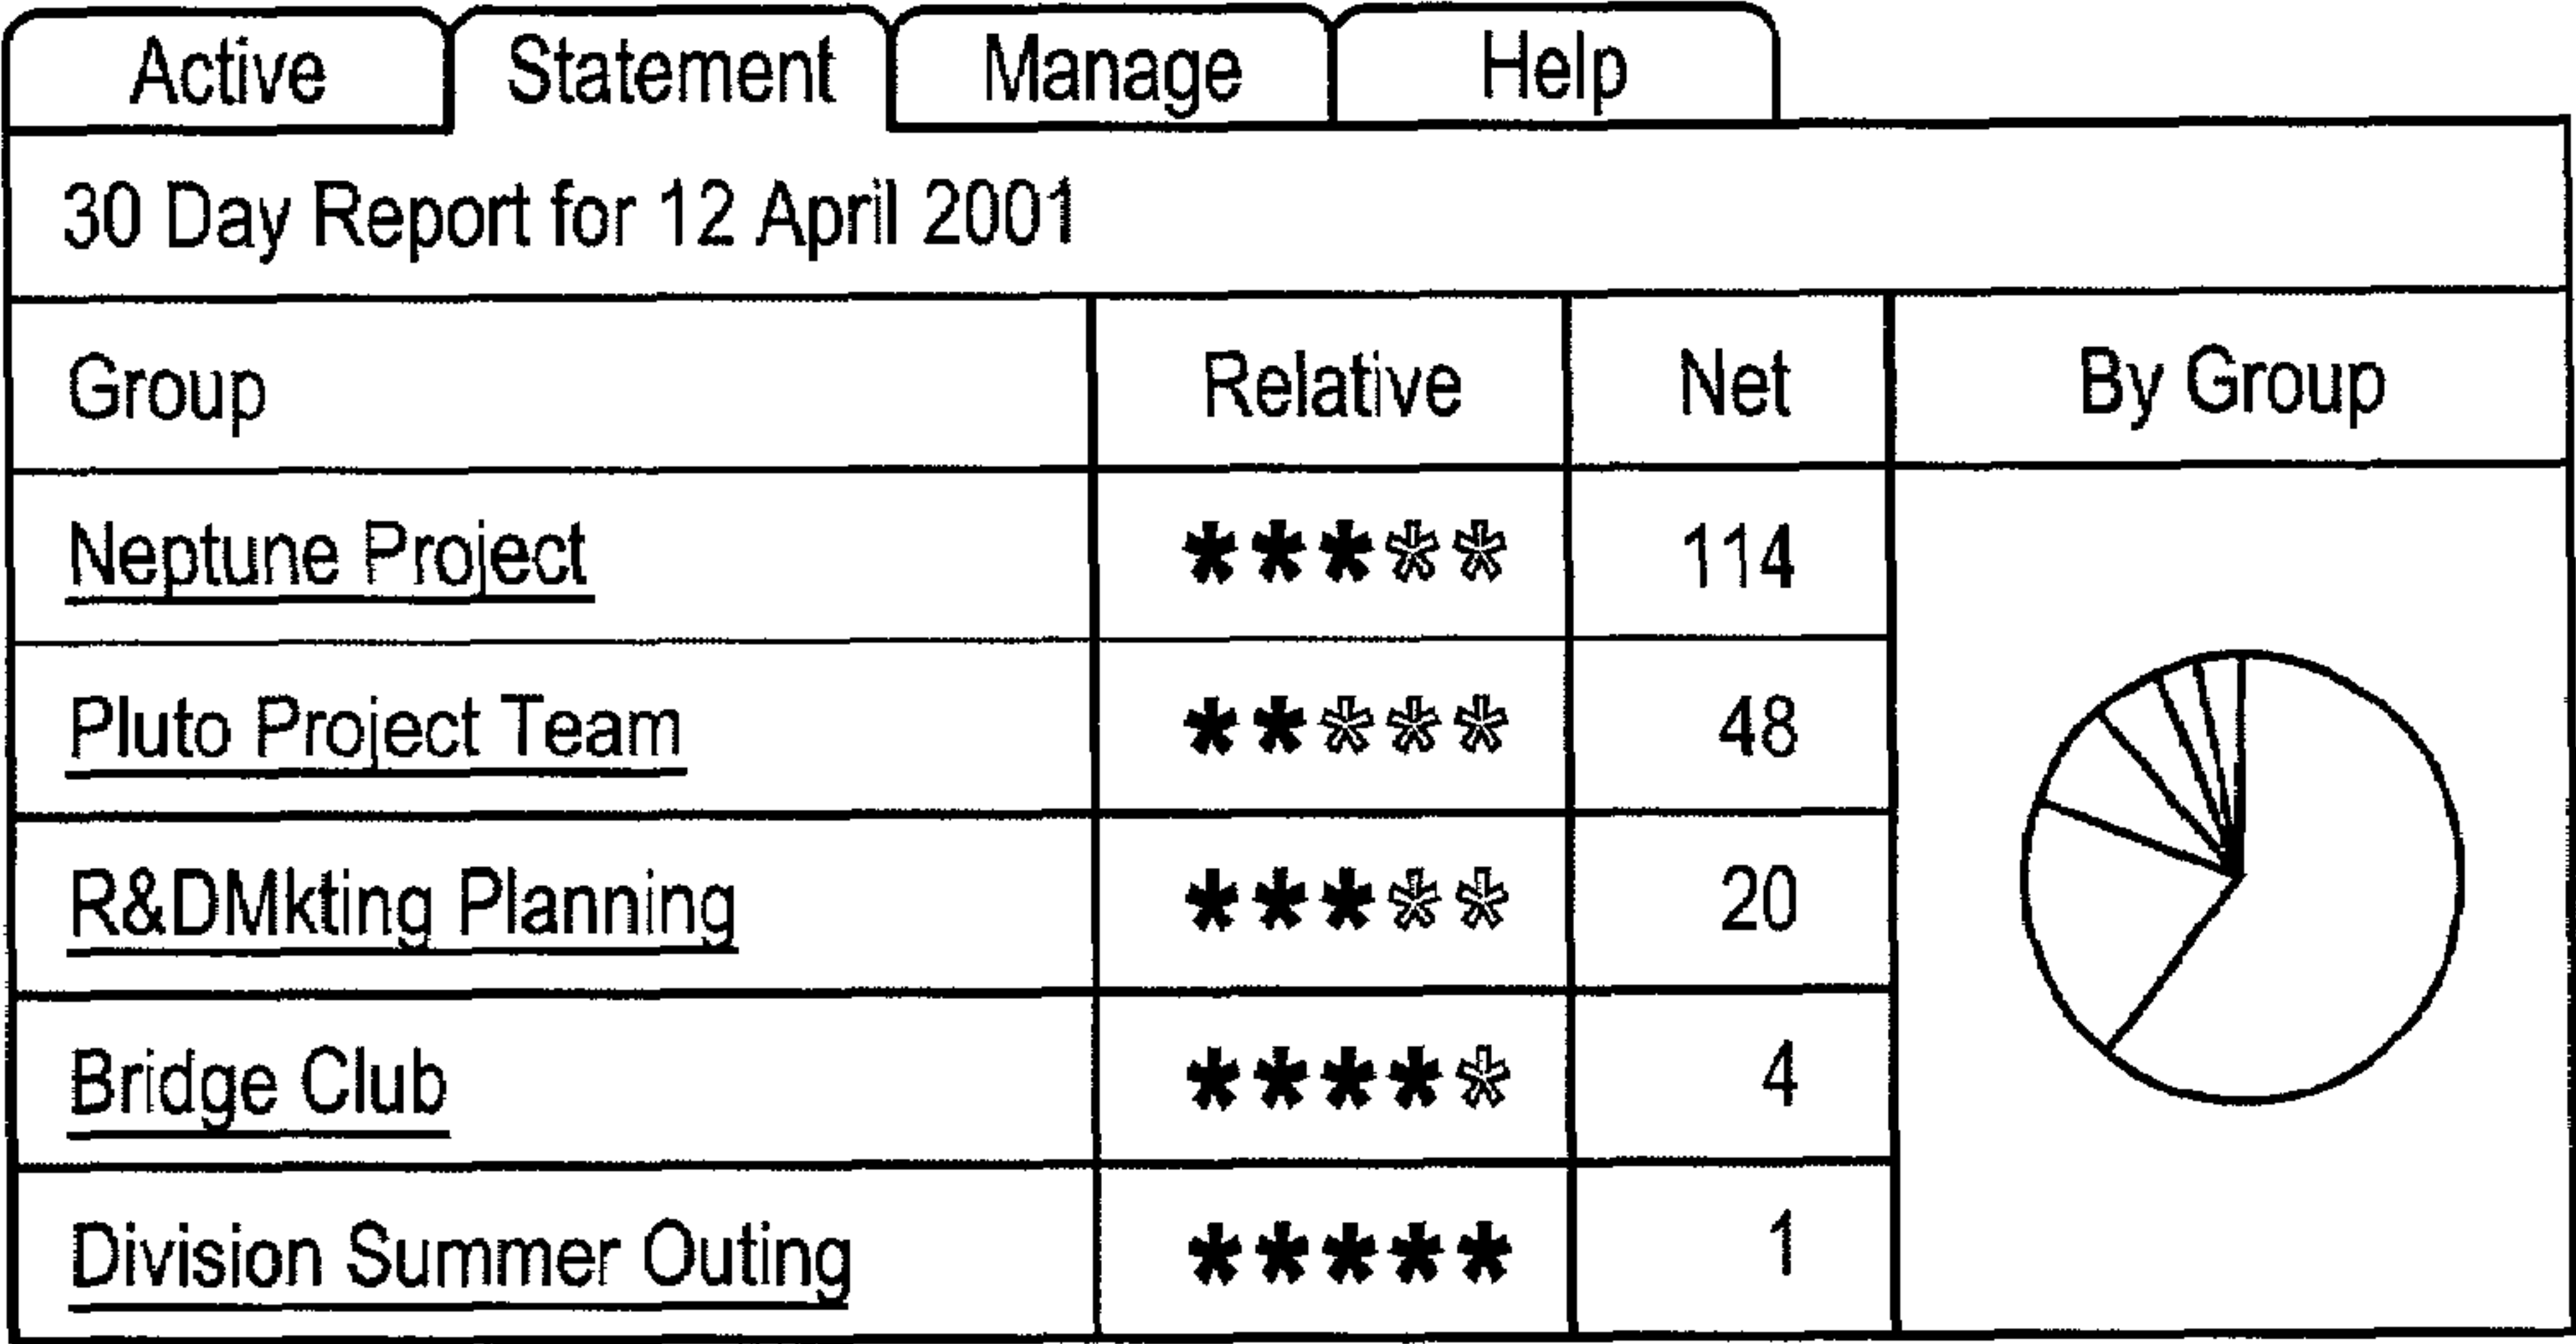 Active Statement Manage Help
30 Day Report for 12 April 2001
Group Relative Net By Group
Neptune Project ***** 114
Pluto Project Team ***** 48
R&DMkting Planning ***** 20
Bridge Club ***** 4
Division Summer Outing ***** 1